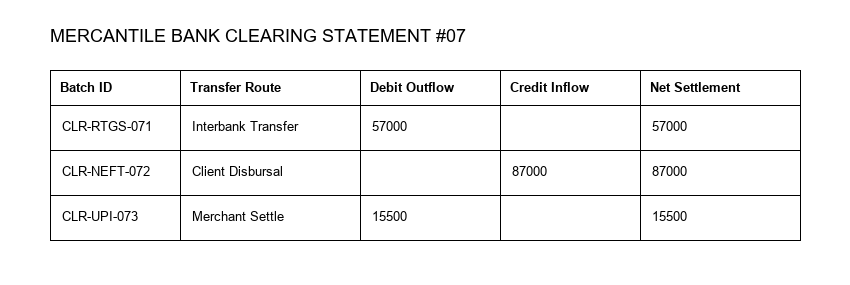 MERCANTILE BANK CLEARING STATEMENT #07
Batch ID Transfer Route Debit Outflow Credit Inflow Net Settlement
CLR-RTGS-071 Interbank Transfer 57000 57000
CLR-NEFT-072 Client Disbursal 87000 87000
CLR-UPI-073 Merchant Settle 15500 15500